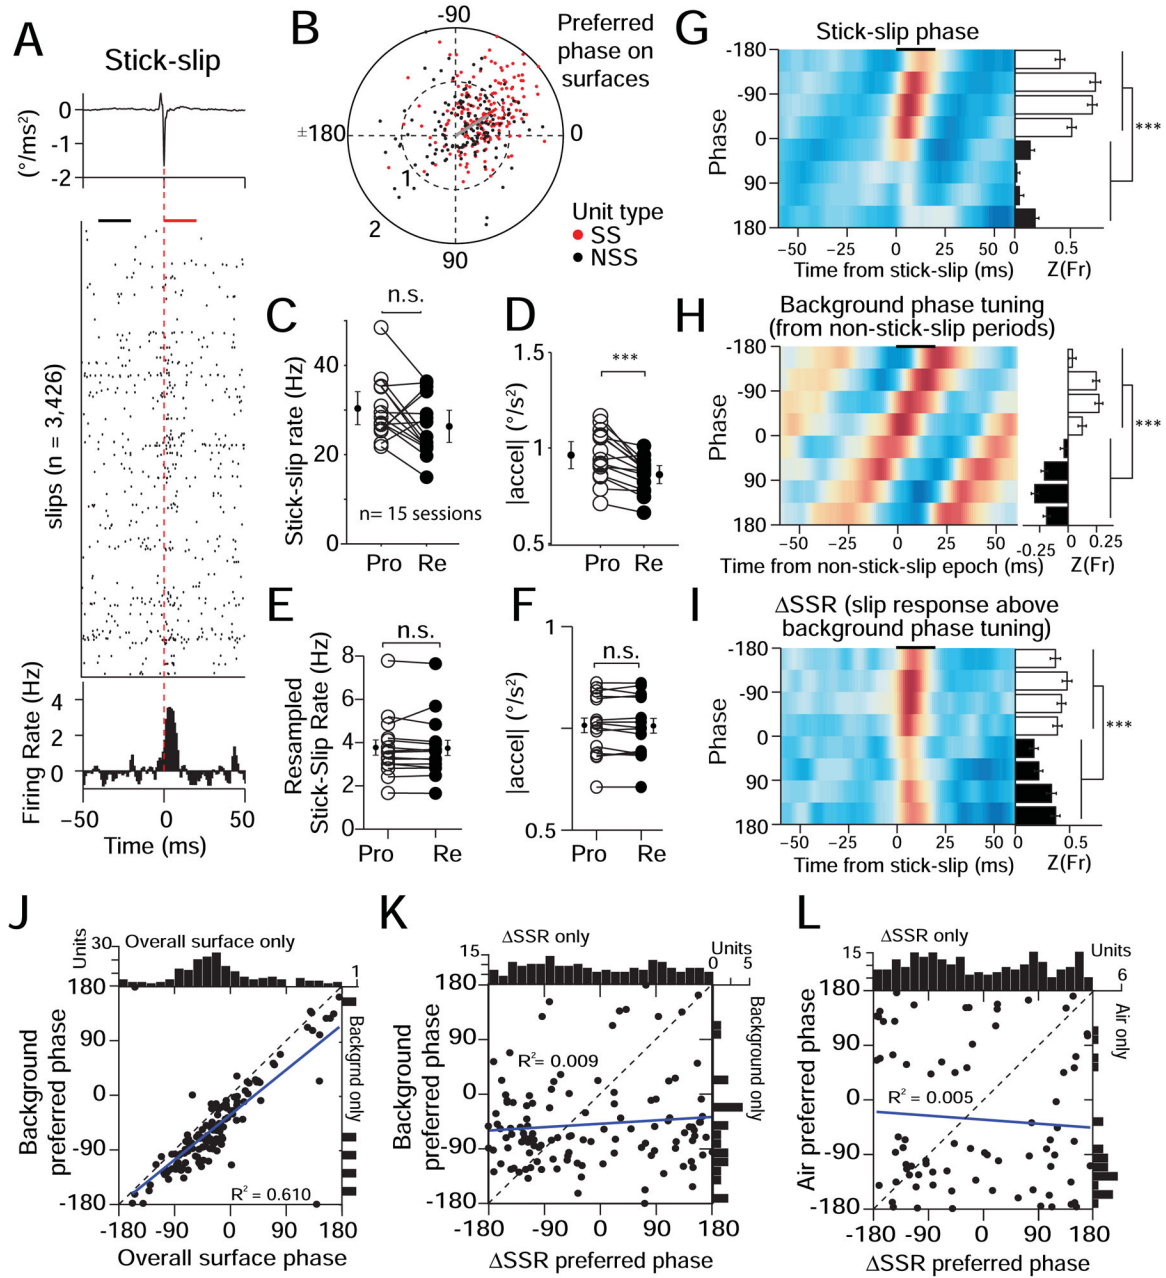 A
Stick-slip
(°/ms²)
0
-1
-2
slips (n = 3,426)
Firing Rate (Hz)
4
2
0
−50
0
50
Time (ms)
B
-90
Preferred
phase on
surfaces
±180
0
1
2
90
Unit type
SS
NSS
C
n.s.
Stick-slip rate (Hz)
40
20
0
n= 15 sessions
Pro
Re
D
1.5
***
|accel| (°/s²)
1
0.5
Pro
Re
E
n.s.
Resampled
Stick-Slip Rate (Hz)
8
6
4
2
0
Pro
Re
F
1
n.s.
|accel| (°/s²)
0.5
Pro
Re
G
Stick-slip phase
Phase
-180
-90
0
90
180
***
−50
−25
0
25
50
0
0.5
Time from stick-slip (ms)
Z(Fr)
H
Background phase tuning
(from non-stick-slip periods)
Phase
-180
-90
0
90
180
***
−50
−25
0
25
50
-0.25
0
0.25
Time from non-stick-slip epoch (ms)
Z(Fr)
I
ΔSSR (slip response above
background phase tuning)
Phase
-180
-90
0
90
180
***
−50
−25
0
25
50
0
0.5
Time from stick-slip (ms)
Z(Fr)
J
Units
30
Overall surface only
1
Backgrnd only
Background
preferred phase
180
90
0
-90
-180
R²= 0.610
-180
-90
0
90
180
Overall surface phase
K
ΔSSR only
15
Units
0
5
Background only
Background
preferred phase
180
90
0
-90
-180
R²= 0.009
-180
-90
0
90
180
ΔSSR preferred phase
L
ΔSSR only
15
Units
6
Air only
Air preferred phase
180
90
0
-90
-180
R²= 0.005
-180
-90
0
90
180
ΔSSR preferred phase